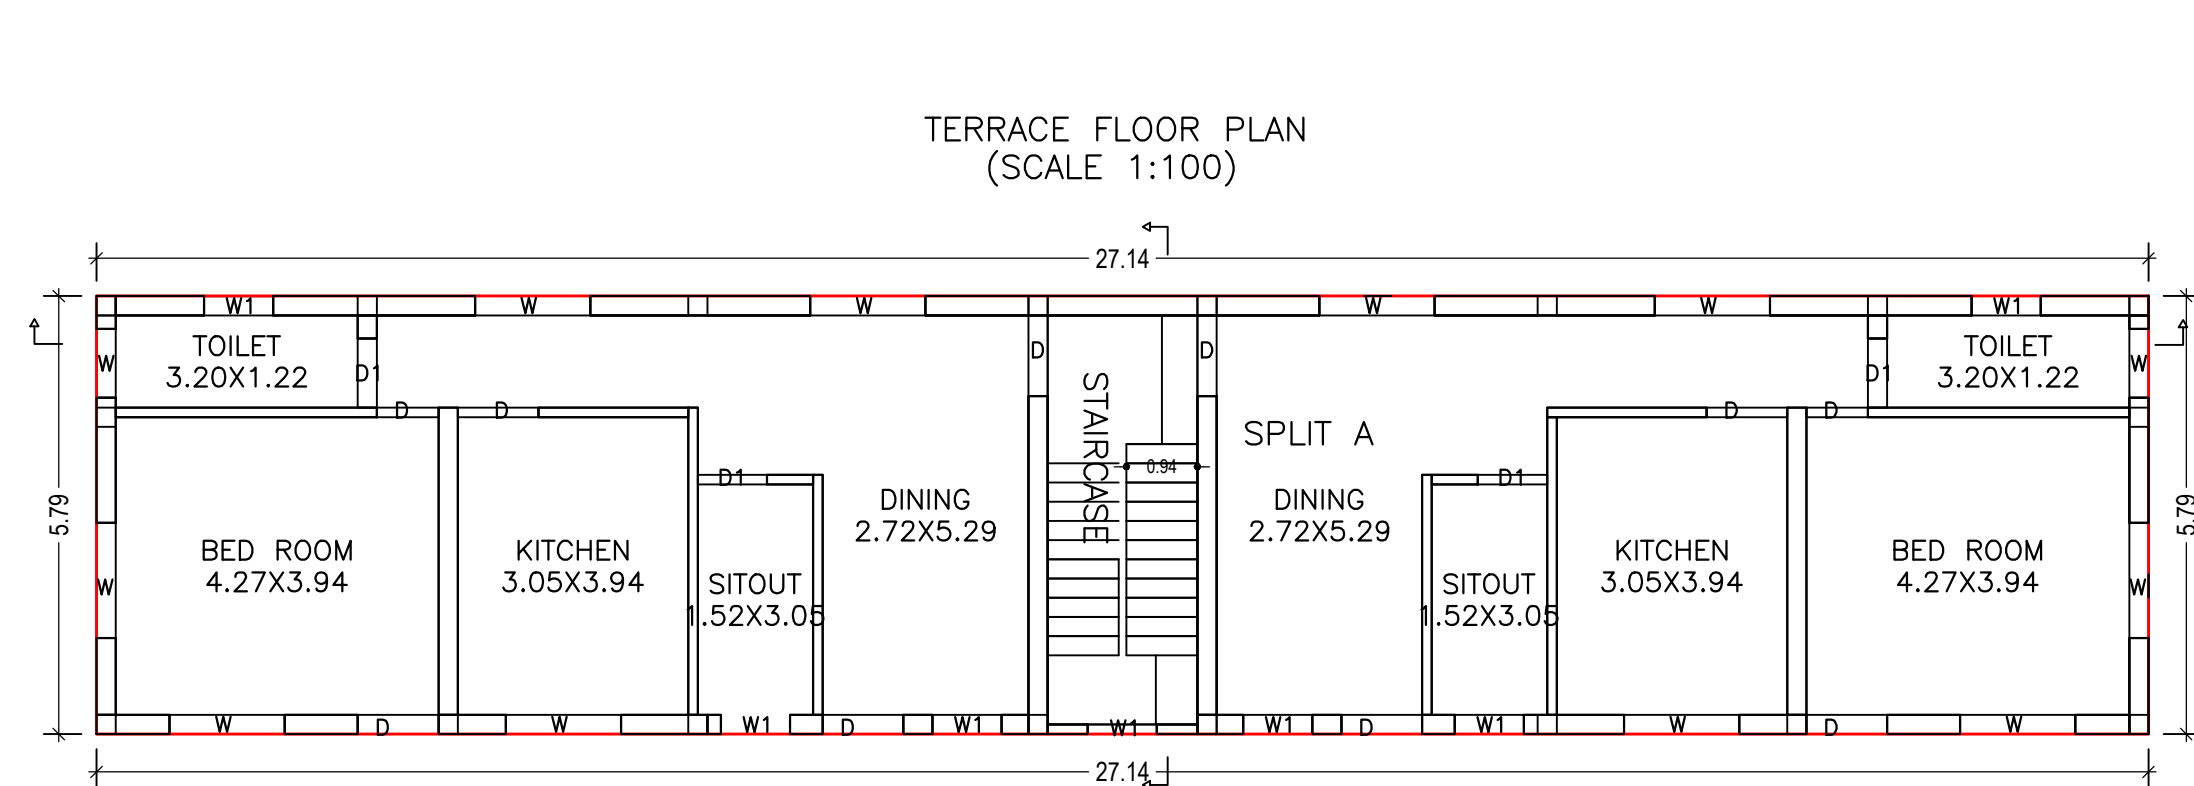 TERRACE FLOOR PLAN
(SCALE 1:100)
27.14
W1
W
W
W
W
W1
TOILET
3.20X1.22
W
D1
D
D
TOILET
3.20X1.22
D1
W
D
D
D
D
STAIRCASE
0.94
SPLIT A
5.79
5.79
D1
D1
DINING
2.72X5.29
DINING
2.72X5.29
BED ROOM
4.27X3.94
KITCHEN
3.05X3.94
SITOUT
1.52X3.05
SITOUT
1.52X3.05
KITCHEN
3.05X3.94
BED ROOM
4.27X3.94
W
W
W
D
W
W1
D
W1
W1
W1
D
W1
W
D
W
27.14